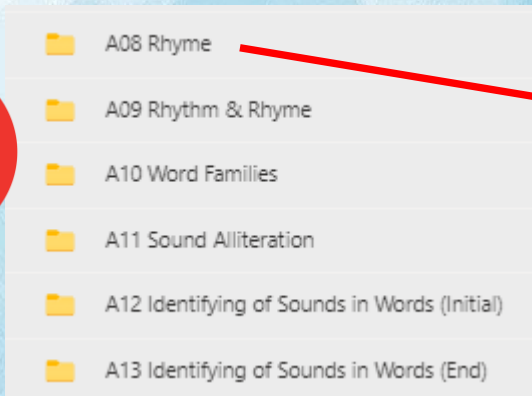 A08 Rhyme
A09 Rhythm & Rhyme
A10 Word Families
A11 Sound Alliteration
A12 Identifying of Sounds in Words (Initial)
A13 Identifying of Sounds in Words (End)